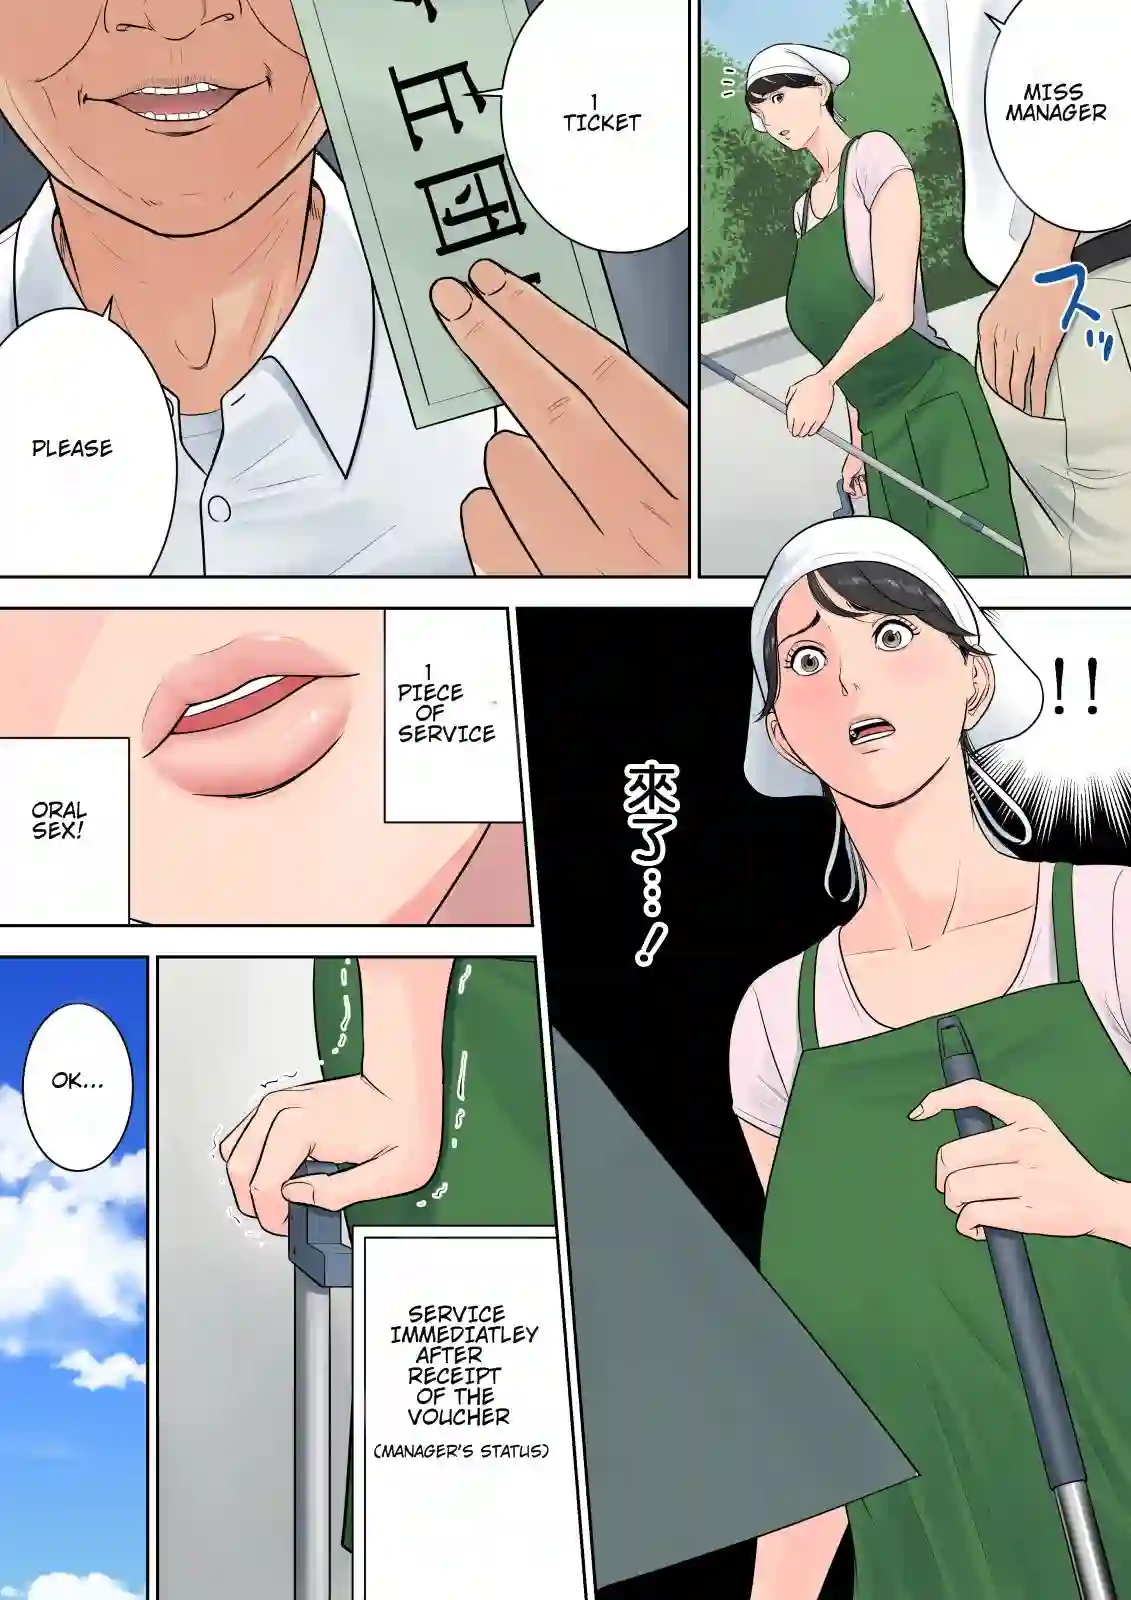 MISS
MANAGER
スッ
1
TICKET
PLEASE
!!
來了…!
1
PIECE
OF
SERVICE
ORAL
SEX!
SERVICE
IMMEDIATLEY
AFTER
RECEIPT
OF THE
VOUCHER
(MANAGER'S STATUS)
OK...